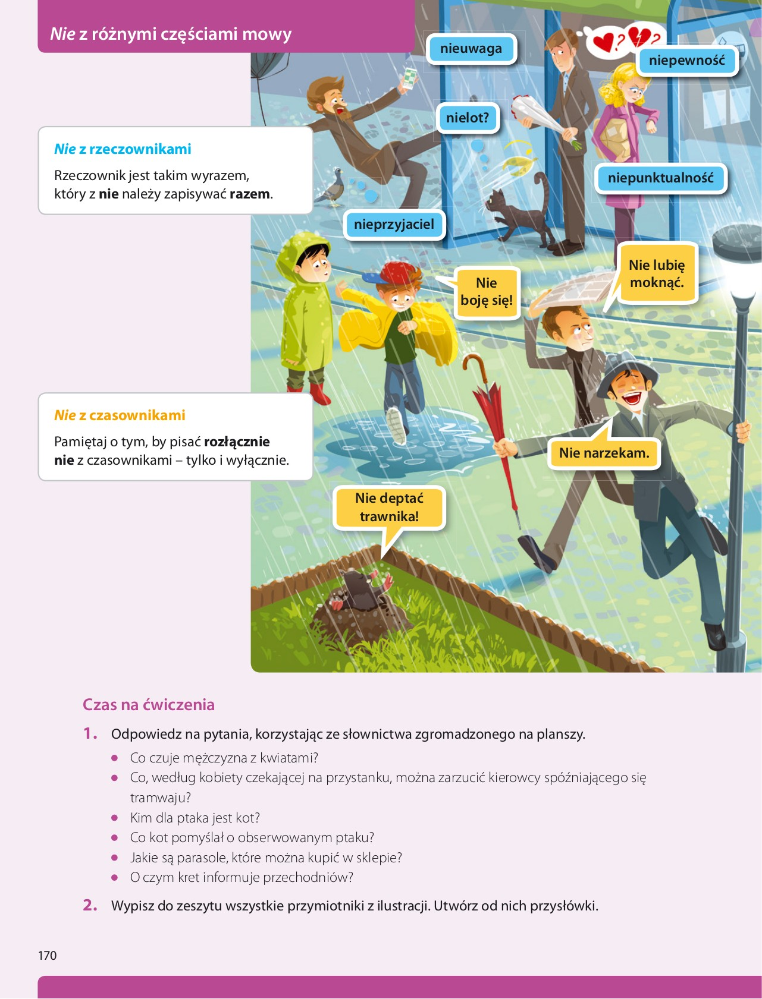 Nie z różnymi częściami mowy
nieuwaga
niepewność
nielot?
Nie z rzeczownikami
Rzeczownik jest takim wyrazem,
który z nie należy zapisywać razem.
niepunktualność
nieprzyjaciel
Nie lubię
moknąć.
Nie
boję się!
Nie z czasownikami
Pamiętaj o tym, by pisać rozłącznie
nie z czasownikami – tylko i wyłącznie.
Nie narzekam.
Nie deptać
trawnika!
Czas na ćwiczenia
1. Odpowiedz na pytania, korzystając ze słownictwa zgromadzonego na planszy.
• Co czuje mężczyzna z kwiatami?
• Co, według kobiety czekającej na przystanku, można zarzucić kierowcy spóźniającego się
tramwaju?
• Kim dla ptaka jest kot?
• Co kot pomyślał o obserwowanym ptaku?
• Jakie są parasole, które można kupić w sklepie?
• O czym kret informuje przechodniów?
2. Wypisz do zeszytu wszystkie przymiotniki z ilustracji. Utwórz od nich przysłówki.
170